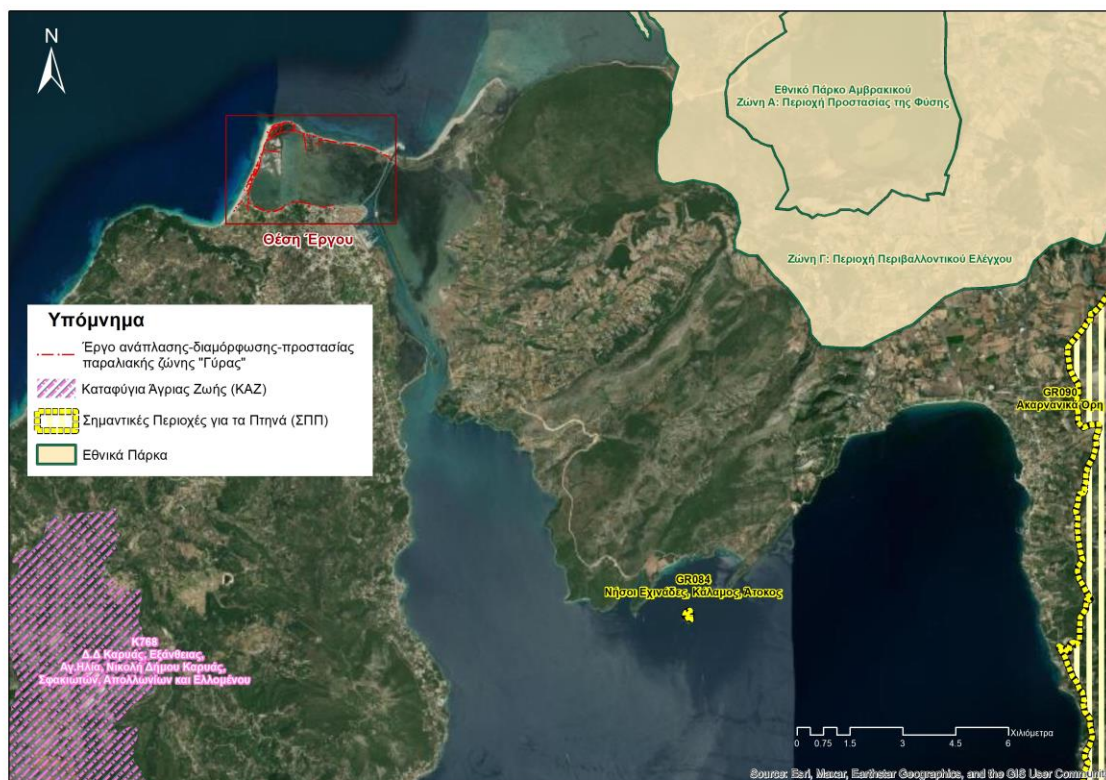 N
Εθνικό Πάρκο Αμβρακικού
Ζώνη Α: Περιοχή Προστασίας της Φύσης
Θέση Έργου
Ζώνη Γ: Περιοχή Περιβαλλοντικού Ελέγχου
Υπόμνημα
Έργο ανάπλασης-διαμόρφωσης-προστασίας
παραλιακής ζώνης "Γύρας"
Καταφύγια Άγριας Ζωής (ΚΑΖ)
Σημαντικές Περιοχές για τα Πτηνά (ΣΠΠ)
Εθνικά Πάρκα
GR090
Ακαρνανικά Όρη
GR084
Νήσοι Εχινάδες, Κάλαμος, Άτοκος
K768
Δ.Δ Καρυάς, Εξάνθειας,
Αγ.Ηλία, Νικολή Δήμου Καρυάς,
Σφακιωτών, Απολλωνίων και Ελλομένου
Χιλιόμετρα
0 0.75 1.5 3 4.5 6
Source: Esri, Maxar, Earthstar Geographics, and the GIS User Community